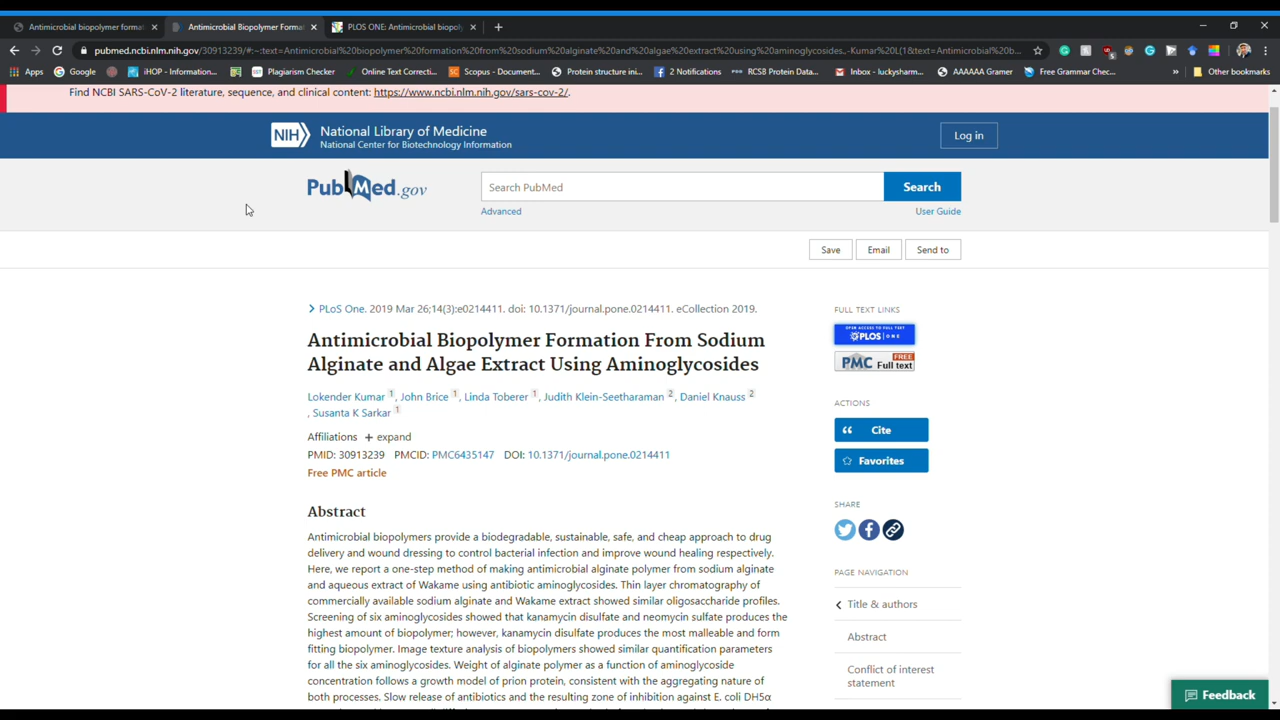 Antimicrobial biopolymer format
Antimicrobial Biopolymer Format
PLOS ONE: Antimicrobial biopoly
pubmed.ncbi.nlm.nih.gov/30913239/#:~:text=Antimicrobial%20biopolymer%20formation%20from%20sodium%20alginate%20and%20algae%20extract%20using%20aminoglycosides.,-Kumar%20L(1&text=Antimicrobial%20b...
Apps Google iHOP - Information... Plagiarism Checker Online Text Correcti... Scopus - Document... Protein structure ini... 2 Notifications RCSB Protein Data... Inbox - luckysharm... AAAAAA Gramer Free Grammar Chec... » Other bookmarks
Find NCBI SARS-CoV-2 literature, sequence, and clinical content: https://www.ncbi.nlm.nih.gov/sars-cov-2/.
NIH National Library of Medicine
National Center for Biotechnology Information
Log in
PubMed.gov
Search PubMed
Search
Advanced
User Guide
Save Email Send to
PLoS One. 2019 Mar 26;14(3):e0214411. doi: 10.1371/journal.pone.0214411. eCollection 2019.
Antimicrobial Biopolymer Formation From Sodium
Alginate and Algae Extract Using Aminoglycosides
Lokender Kumar 1, John Brice 1, Linda Toberer 1, Judith Klein-Seetharaman 2, Daniel Knauss 2
, Susanta K Sarkar 1
Affiliations + expand
PMID: 30913239 PMCID: PMC6435147 DOI: 10.1371/journal.pone.0214411
Free PMC article
Abstract
Antimicrobial biopolymers provide a biodegradable, sustainable, safe, and cheap approach to drug
delivery and wound dressing to control bacterial infection and improve wound healing respectively.
Here, we report a one-step method of making antimicrobial alginate polymer from sodium alginate
and aqueous extract of Wakame using antibiotic aminoglycosides. Thin layer chromatography of
commercially available sodium alginate and Wakame extract showed similar oligosaccharide profiles.
Screening of six aminoglycosides showed that kanamycin disulfate and neomycin sulfate produces the
highest amount of biopolymer; however, kanamycin disulfate produces the most malleable and form
fitting biopolymer. Image texture analysis of biopolymers showed similar quantification parameters
for all the six aminoglycosides. Weight of alginate polymer as a function of aminoglycoside
concentration follows a growth model of prion protein, consistent with the aggregating nature of
both processes. Slow release of antibiotics and the resulting zone of inhibition against E. coli DH5α
FULL TEXT LINKS
OPEN ACCESS TO FULL TEXT
PLOS ONE
PMC FREE Full text
ACTIONS
Cite
Favorites
SHARE
PAGE NAVIGATION
Title & authors
Abstract
Conflict of interest
statement
Feedback